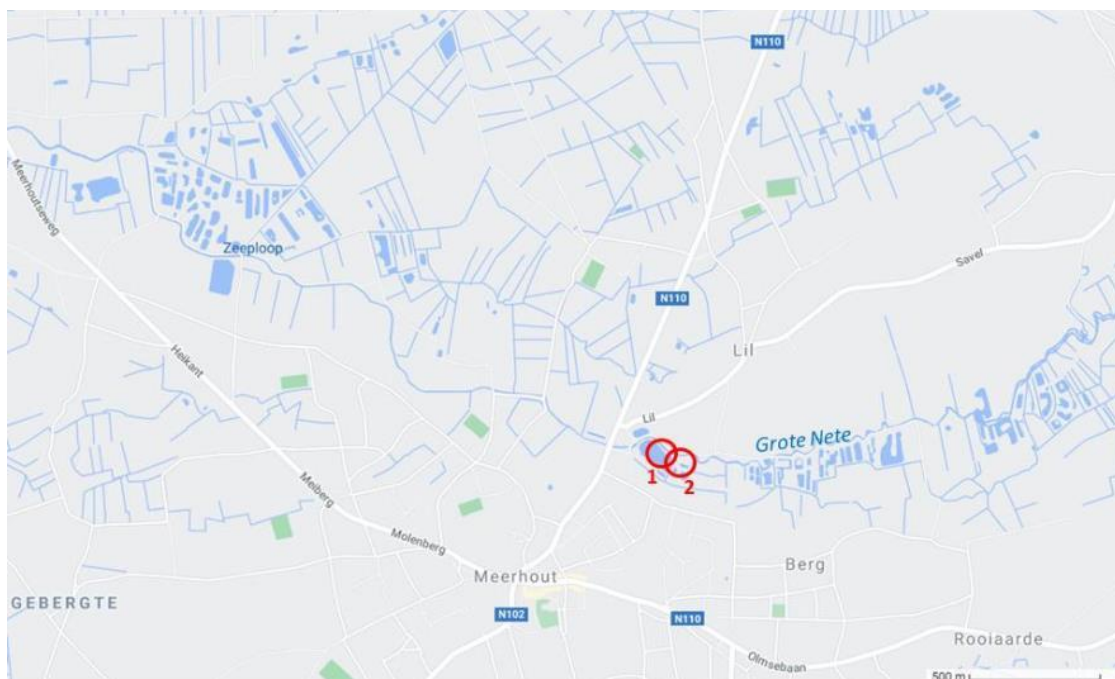 N110
Meerhoutseweg
Zeeploop
Savel
N110
Lil
Heikant
Lil
Grote Nete
1
2
Meiberg
Molenberg
Berg
Meerhout
GEBERGTE
N102
N110
Rooiaarde
Olmsebaan
500 m